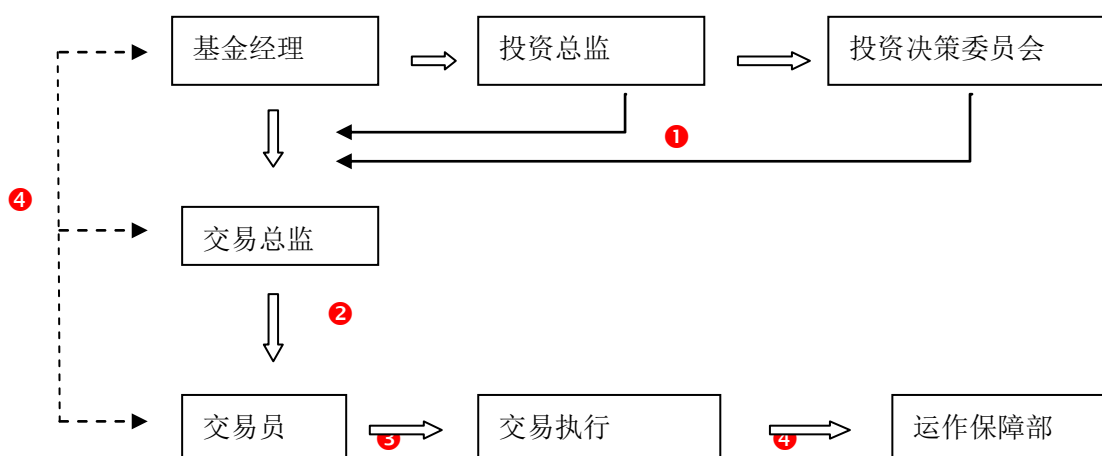 基金经理 投资总监 投资决策委员会
❶
❹
交易总监
❷
交易员 ❸ 交易执行 ❹ 运作保障部